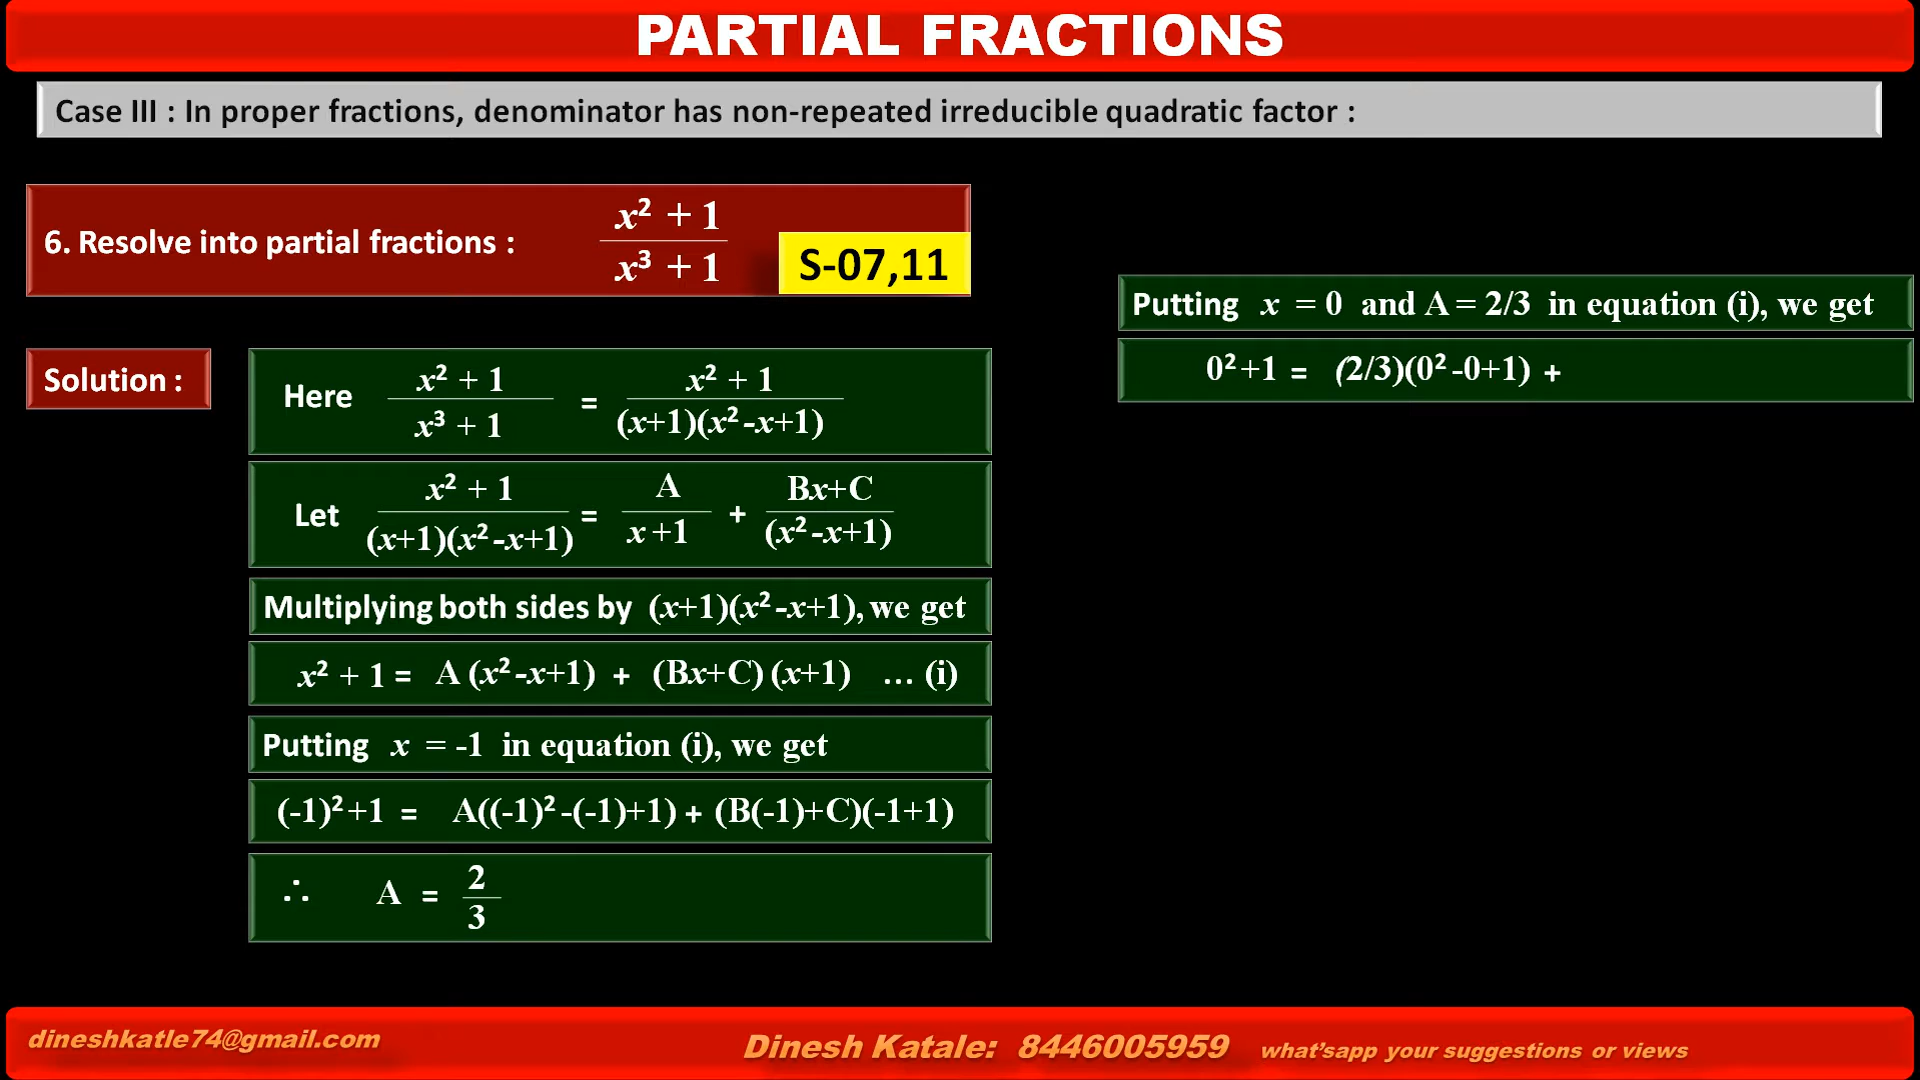 PARTIAL FRACTIONS
Case III : In proper fractions, denominator has non-repeated irreducible quadratic factor :
6. Resolve into partial fractions : x² + 1 / x³ + 1
S-07,11
Solution :
Here x² + 1 / x³ + 1 = x² + 1 / (x+1)(x²-x+1)
Let x² + 1 / (x+1)(x²-x+1) = A / x+1 + Bx+C / (x²-x+1)
Multiplying both sides by (x+1)(x²-x+1), we get
x² + 1 = A (x²-x+1) + (Bx+C) (x+1) ... (i)
Putting x = -1 in equation (i), we get
(-1)²+1 = A((-1)²-(-1)+1) + (B(-1)+C)(-1+1)
∴ A = 2 / 3
Putting x = 0 and A = 2/3 in equation (i), we get
0²+1 = (2/3)(0²-0+1) +
dineshkatle74@gmail.com
Dinesh Katale: 8446005959 what'sapp your suggestions or views